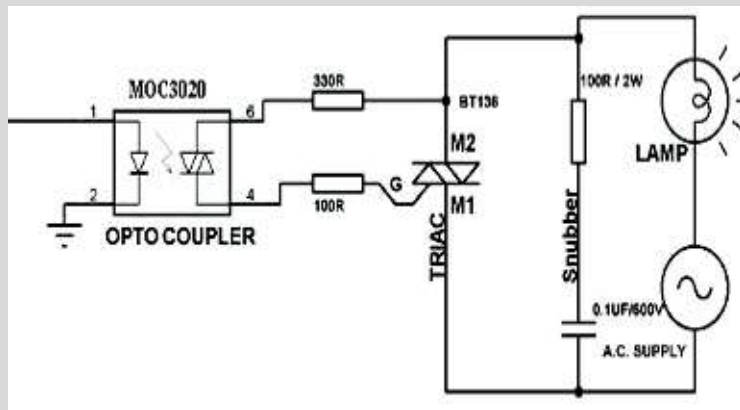 MOC3020
1
6
2
4
OPTO COUPLER
330R
100R
G
BT136
M2
M1
TRIAC
100R / 2W
Snubber
0.1UF/600V
LAMP
A.C. SUPPLY